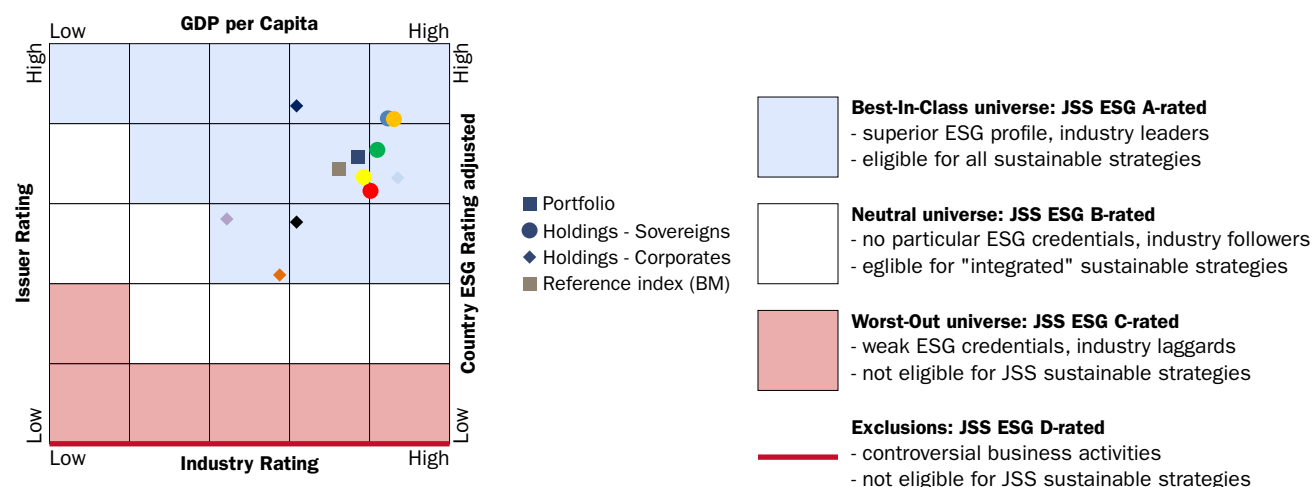 GDP per Capita
Low
High
High
High
Issuer Rating
Country ESG Rating adjusted
Low
Low
Low
High
Industry Rating
Portfolio
Holdings - Sovereigns
Holdings - Corporates
Reference index (BM)
Best-In-Class universe: JSS ESG A-rated
- superior ESG profile, industry leaders
- eligible for all sustainable strategies
Neutral universe: JSS ESG B-rated
- no particular ESG credentials, industry followers
- eglible for "integrated" sustainable strategies
Worst-Out universe: JSS ESG C-rated
- weak ESG credentials, industry laggards
- not eligible for JSS sustainable strategies
Exclusions: JSS ESG D-rated
- controversial business activities
- not eligible for JSS sustainable strategies